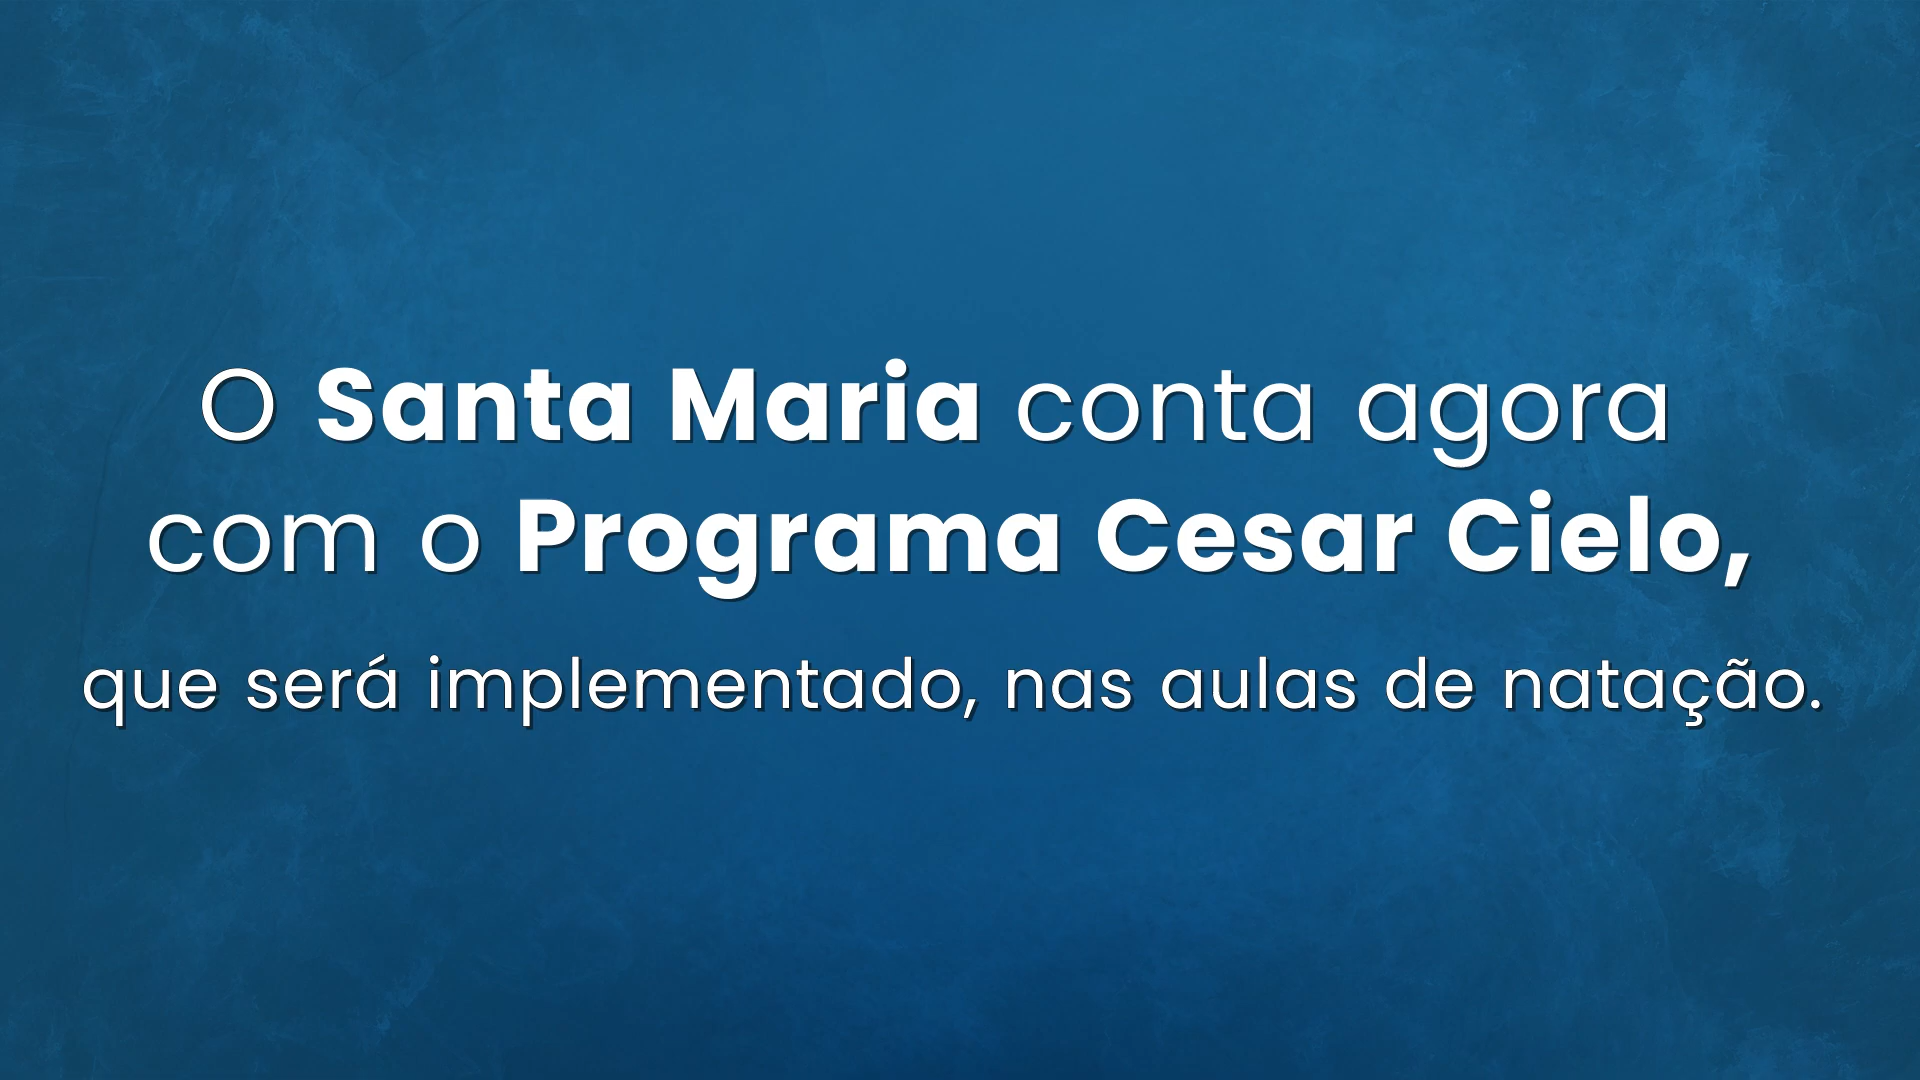 O Santa Maria conta agora
com o Programa Cesar Cielo,
que será implementado, nas aulas de natação.